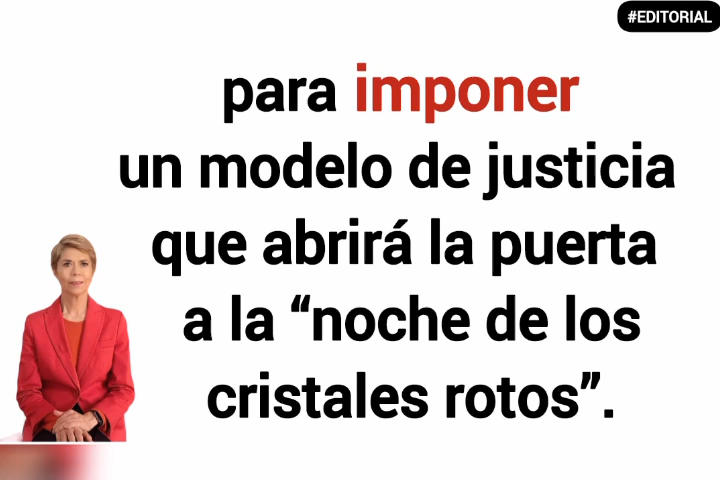 #EDITORIAL
para imponer
un modelo de justicia
que abrirá la puerta
a la “noche de los
cristales rotos”.